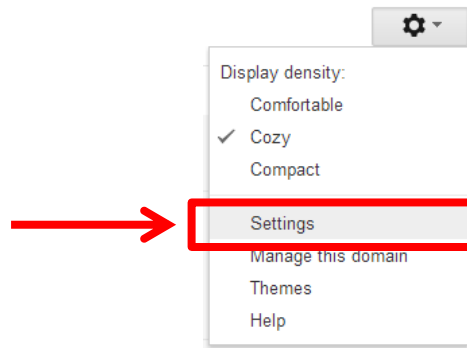 Display density:
Comfortable
Cozy
Compact
Settings
Manage this domain
Themes
Help